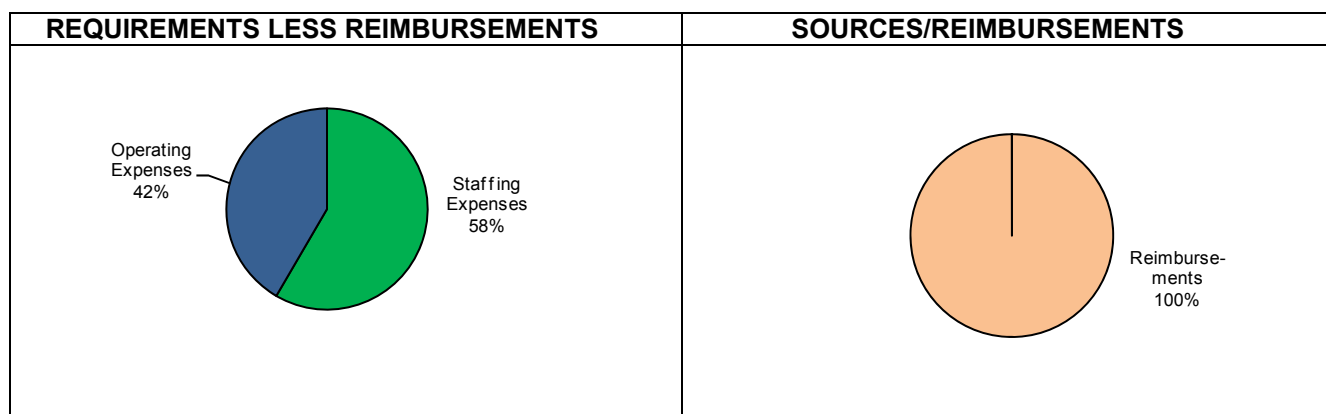 REQUIREMENTS LESS REIMBURSEMENTS
SOURCES/REIMBURSEMENTS
Operating
Expenses
42%
Staffing
Expenses
58%
Reimburse-
ments
100%